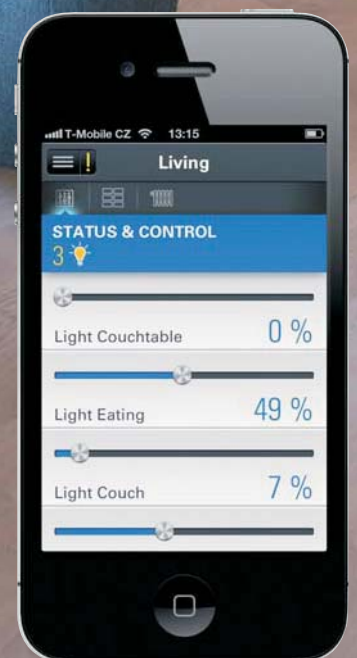 T-Mobile CZ 13:15
! Living
STATUS & CONTROL
3
Light Couchtable 0 %
Light Eating 49 %
Light Couch 7 %